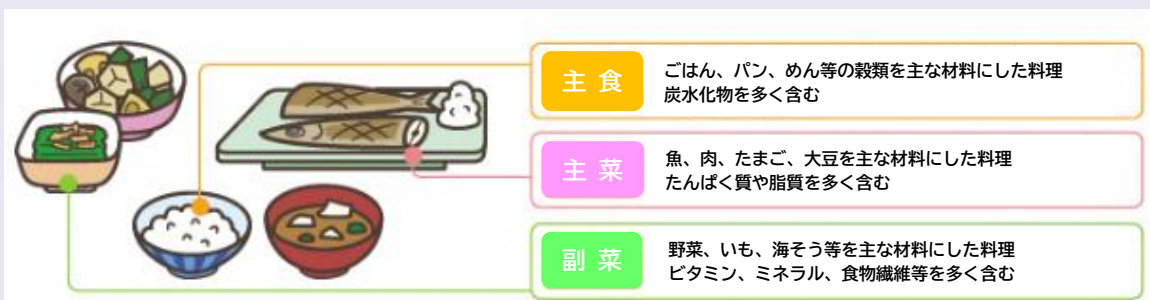 主食
ごはん、パン、めん等の穀類を主な材料にした料理
炭水化物を多く含む
主菜
魚、肉、たまご、大豆を主な材料にした料理
たんぱく質や脂質を多く含む
副菜
野菜、いも、海そう等を主な材料にした料理
ビタミン、ミネラル、食物繊維等を多く含む